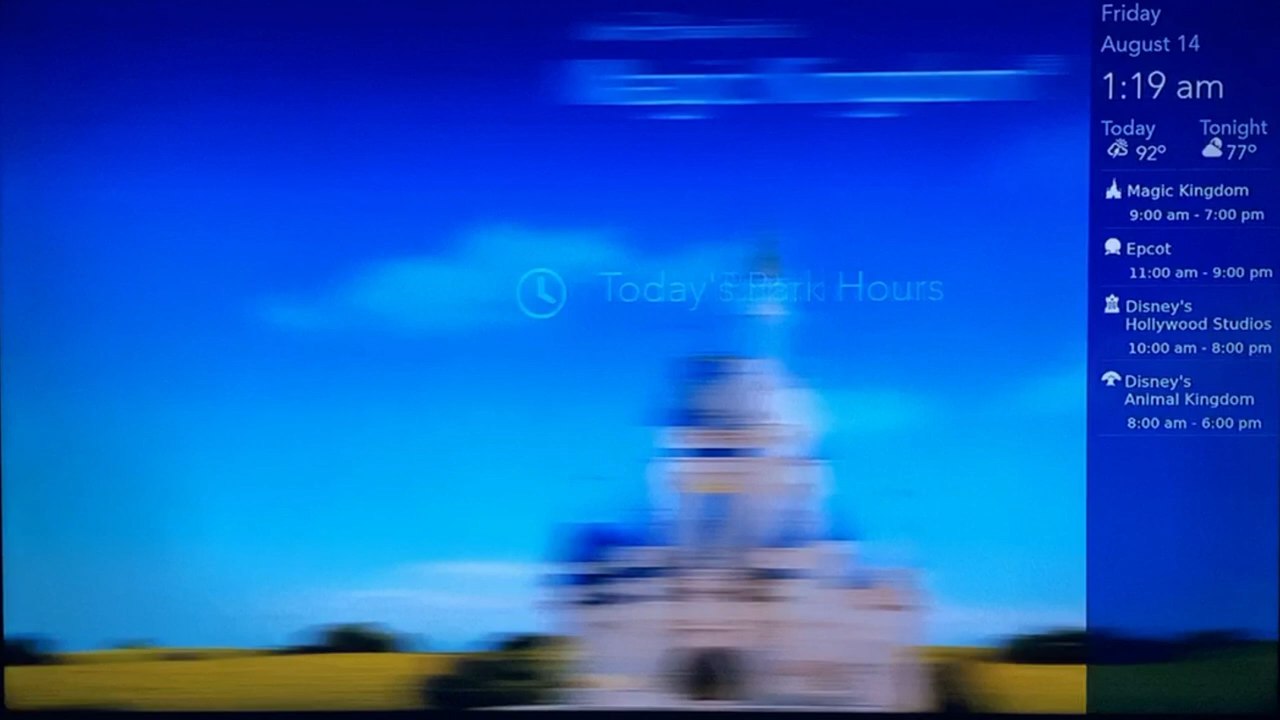 Friday
August 14
1:19 am
Today Tonight
92° 77°
Magic Kingdom
9:00 am - 7:00 pm
Epcot
11:00 am - 9:00 pm
Disney's
Hollywood Studios
10:00 am - 8:00 pm
Disney's
Animal Kingdom
8:00 am - 6:00 pm
Today's Park Hours